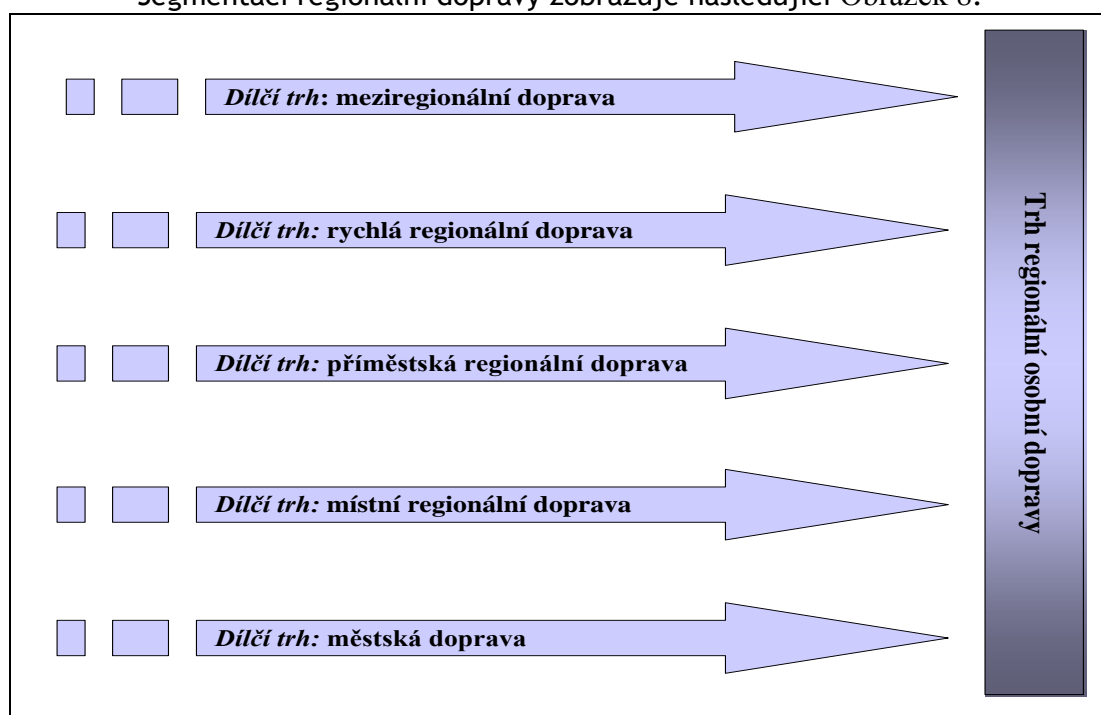 Segmentaci regionální dopravy zobrazuje následující Obrázek 8.
Dílčí trh: meziregionální doprava
Dílčí trh: rychlá regionální doprava
Dílčí trh: příměstská regionální doprava
Dílčí trh: místní regionální doprava
Dílčí trh: městská doprava
Trh regionální osobní dopravy